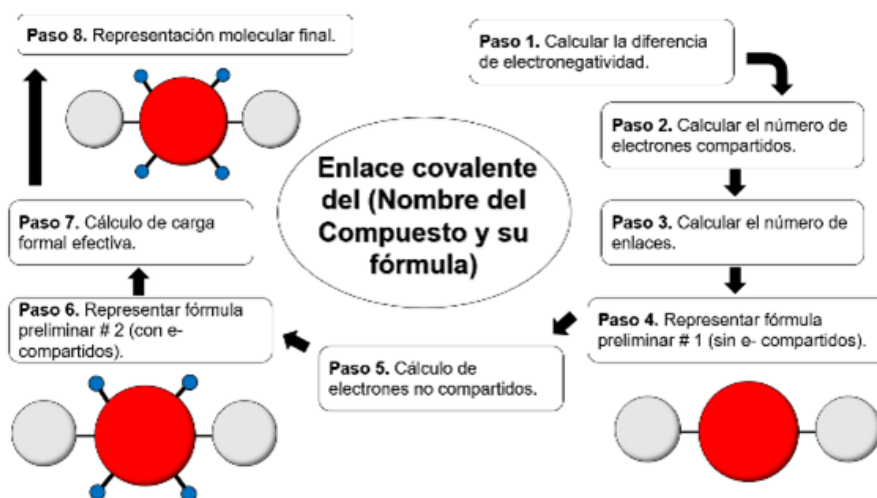 Paso 1. Calcular la diferencia
de electronegatividad.
Paso 2. Calcular el número de
electrones compartidos.
Paso 3. Calcular el número de
enlaces.
Paso 4. Representar fórmula
preliminar # 1 (sin e- compartidos).
Paso 5. Cálculo de
electrones no compartidos.
Paso 6. Representar fórmula
preliminar # 2 (con e-
compartidos).
Paso 7. Cálculo de carga
formal efectiva.
Paso 8. Representación molecular final.
Enlace covalente
del (Nombre del
Compuesto y su
fórmula)